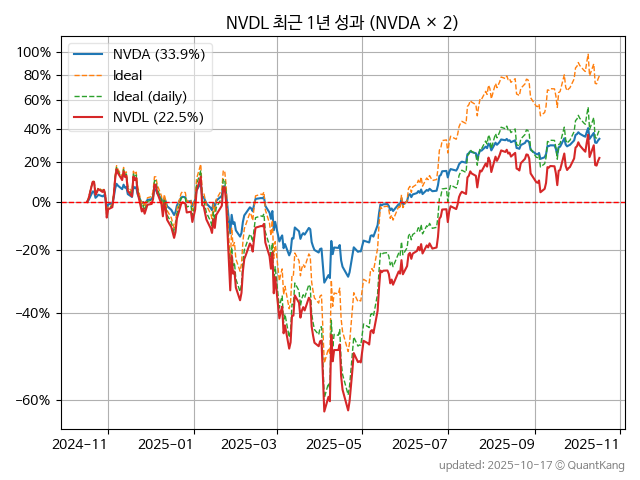 NVDL 최근 1년 성과 (NVDA × 2)
NVDA (33.9%)
Ideal
Ideal (daily)
NVDL (22.5%)
100%
80%
60%
40%
20%
0%
−20%
−40%
−60%
2024-11
2025-01
2025-03
2025-05
2025-07
2025-09
2025-11
updated: 2025-10-17 © QuantKang